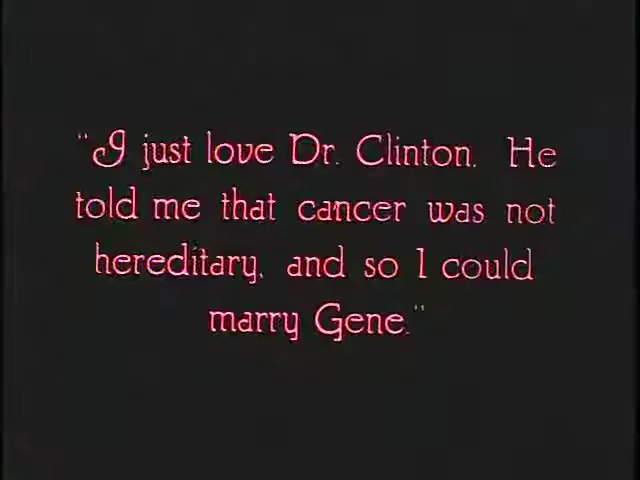 "I just love Dr. Clinton. He
told me that cancer was not
hereditary, and so I could
marry Gene."